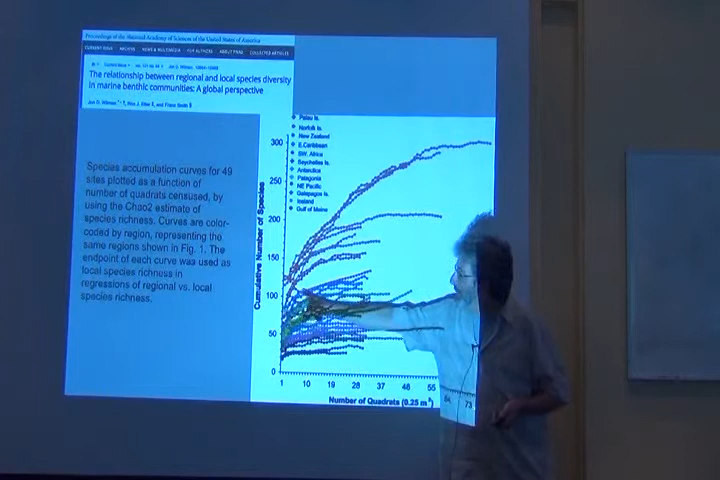 Proceedings of the National Academy of Sciences of the United States of America
CURRENT ISSUE ARCHIVE NEWS & MULTIMEDIA FOR AUTHORS ABOUT PNAS COLLECTED ARTICLES
The relationship between regional and local species diversity
in marine benthic communities: A global perspective
Jon D. Witman, Ron J. Etter, and Franz Smith
Species accumulation curves for 49
sites plotted as a function of
number of quadrats censused, by
using the Chao2 estimate of
species richness. Curves are color-
coded by region, representing the
same regions shown in Fig. 1. The
endpoint of each curve was used as
local species richness in
regressions of regional vs. local
species richness.
Palau Is.
Norfolk Is.
New Zealand
E.Caribbean
SW. Africa
Seychelles Is.
Antarctica
Patagonia
NE Pacific
Galapagos Is.
Iceland
Gulf of Maine
Cumulative Number of Species
300
250
200
150
100
50
0
1 10 19 28 37 46 55 64 73
Number of Quadrats (0.25 m²)